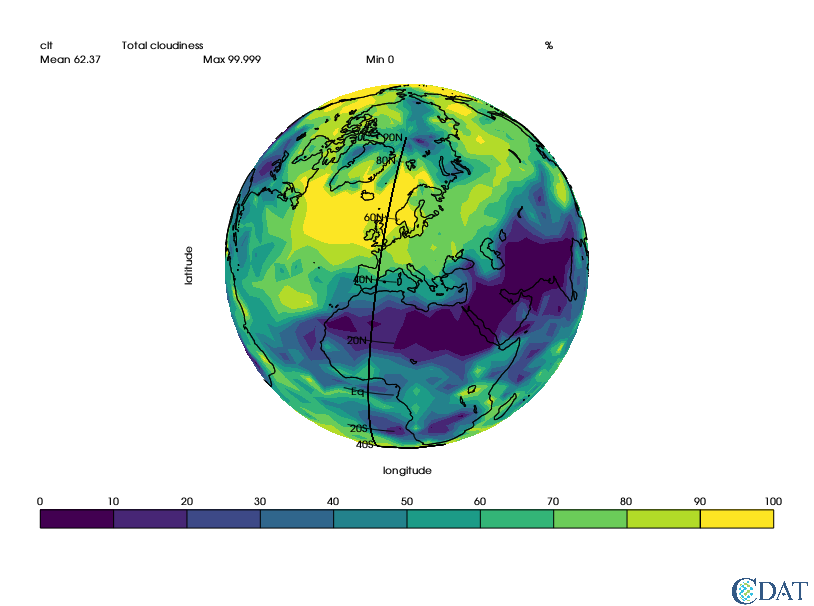 clt Total cloudiness %
Mean 62.37 Max 99.999 Min 0
90N
80N
60N
40N
20N
Eq
20S
40S
latitude
longitude
0 10 20 30 40 50 60 70 80 90 100
CDAT